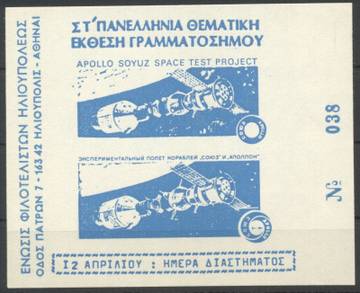 ΣΤ' ΠΑΝΕΛΛΗΝΙΑ ΘΕΜΑΤΙΚΗ
ΕΚΘΕΣΗ ΓΡΑΜΜΑΤΟΣΗΜΟΥ
APOLLO SOYUZ SPACE TEST PROJECT
ЭКСПЕРИМЕНТАЛЬНЫЙ ПОЛЕТ КОРАБЛЕЙ „СОЮЗ" И „АПОЛЛОН"
12 ΑΠΡΙΛΙΟΥ : ΗΜΕΡΑ ΔΙΑΣΤΗΜΑΤΟΣ
ΕΝΩΣΙΣ ΦΙΛΟΤΕΛΙΣΤΩΝ ΗΛΙΟΥΠΟΛΕΩΣ
ΟΔΟΣ ΠΑΤΡΩΝ 7 - 163 42 ΗΛΙΟΥΠΟΛΙΣ - ΑΘΗΝΑΙ
№ 038